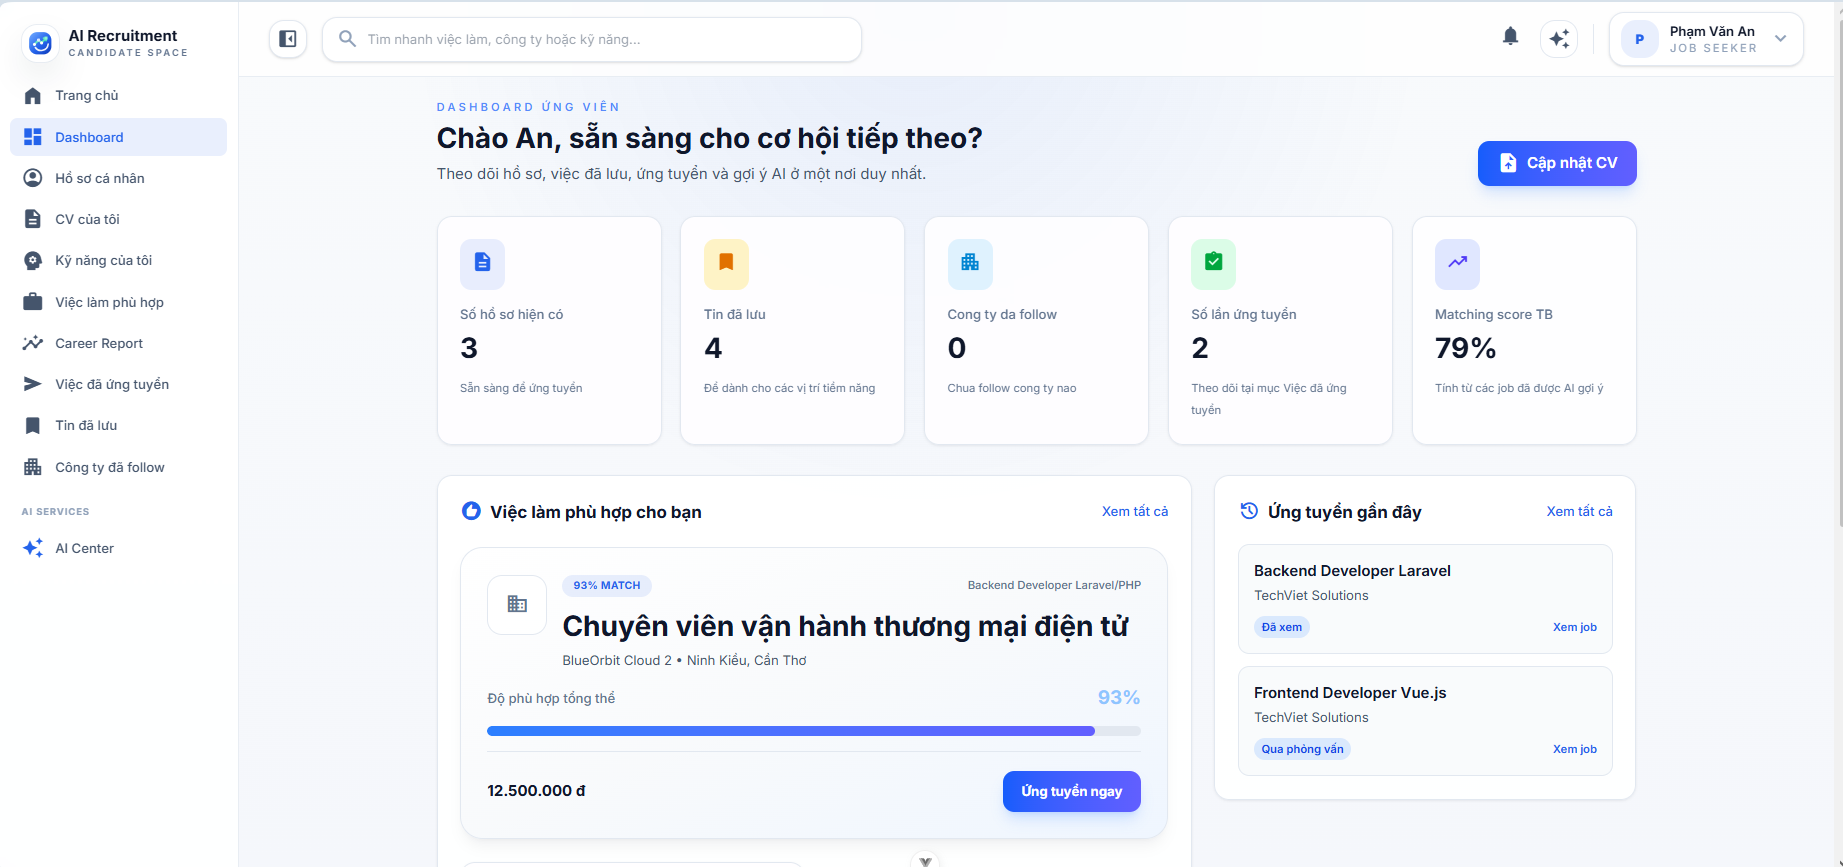 AI Recruitment
CANDIDATE SPACE
Trang chủ
Dashboard
Hồ sơ cá nhân
CV của tôi
Kỹ năng của tôi
Việc làm phù hợp
Career Report
Việc đã ứng tuyển
Tin đã lưu
Công ty đã follow
AI SERVICES
AI Center
Tìm nhanh việc làm, công ty hoặc kỹ năng...
P
Phạm Văn An
JOB SEEKER
DASHBOARD ỨNG VIÊN
Chào An, sẵn sàng cho cơ hội tiếp theo?
Theo dõi hồ sơ, việc đã lưu, ứng tuyển và gợi ý AI ở một nơi duy nhất.
Cập nhật CV
Số hồ sơ hiện có
3
Sẵn sàng để ứng tuyển
Tin đã lưu
4
Để dành cho các vị trí tiềm năng
Cong ty da follow
0
Chua follow cong ty nao
Số lần ứng tuyển
2
Theo dõi tại mục Việc đã ứng
tuyển
Matching score TB
79%
Tính từ các job đã được AI gợi ý
Việc làm phù hợp cho bạn
Xem tất cả
93% MATCH
Backend Developer Laravel/PHP
Chuyên viên vận hành thương mại điện tử
BlueOrbit Cloud 2 • Ninh Kiều, Cần Thơ
Độ phù hợp tổng thể
93%
12.500.000 đ
Ứng tuyển ngay
Ứng tuyển gần đây
Xem tất cả
Backend Developer Laravel
TechViet Solutions
Đã xem
Xem job
Frontend Developer Vue.js
TechViet Solutions
Qua phỏng vấn
Xem job